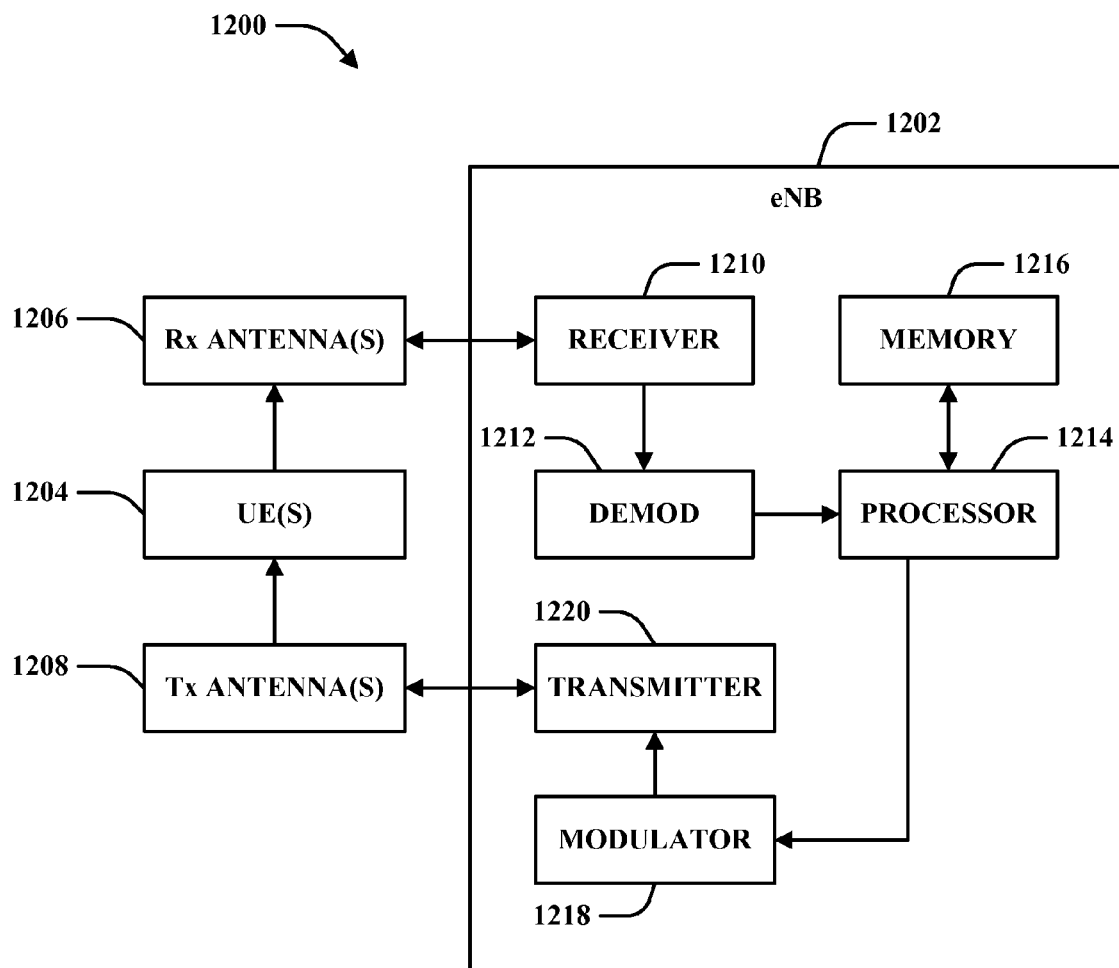 1200
1202
eNB
1210
1216
1206
Rx ANTENNA(S)
RECEIVER
MEMORY
1212
1214
1204
UE(S)
DEMOD
PROCESSOR
1220
1208
Tx ANTENNA(S)
TRANSMITTER
MODULATOR
1218